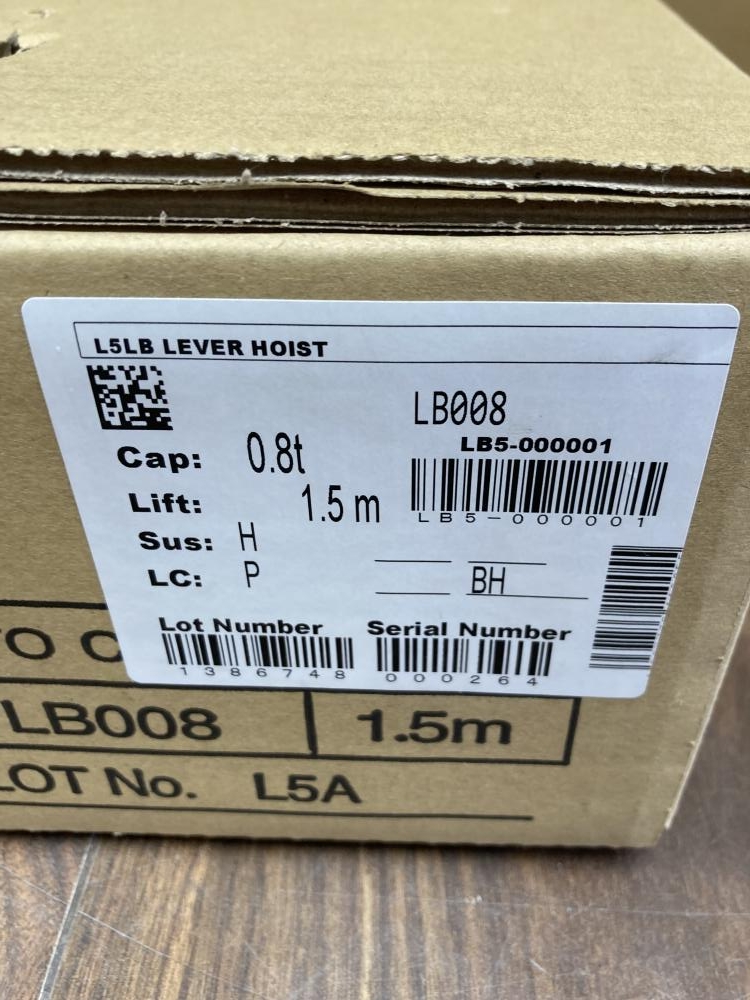 L5LB LEVER HOIST
LB008
LB5-000001
Cap: 0.8t
LB5-000001
Lift: 1.5 m
Sus: H
LC: P
BH
Lot Number Serial Number
1386748 000264
TO C
LB008 1.5m
LOT No. L5A